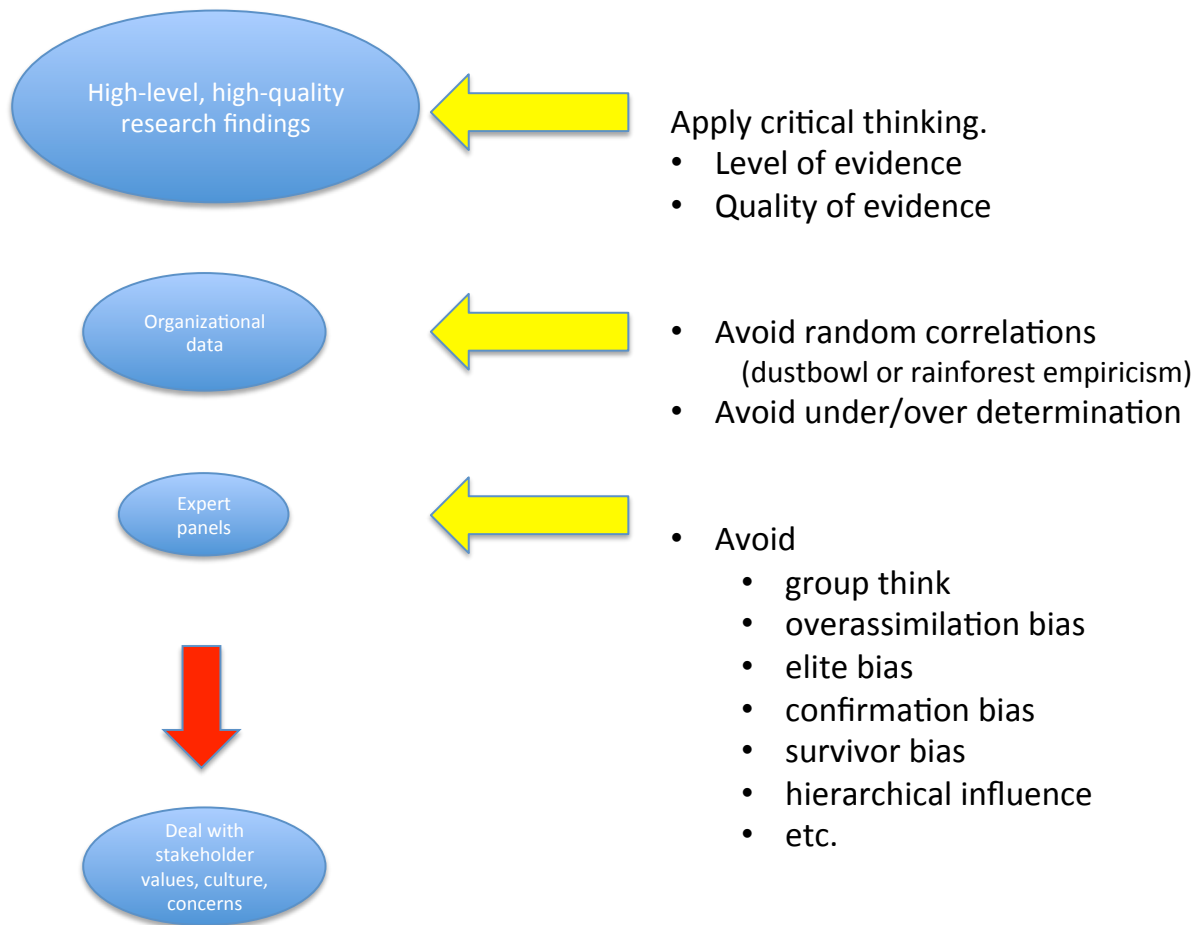 High-level, high-quality
research findings
Apply critical thinking.
• Level of evidence
• Quality of evidence
Organizational
data
• Avoid random correlations
(dustbowl or rainforest empiricism)
• Avoid under/over determination
Expert
panels
• Avoid
• group think
• overassimilation bias
• elite bias
• confirmation bias
• survivor bias
• hierarchical influence
• etc.
Deal with
stakeholder
values, culture,
concerns